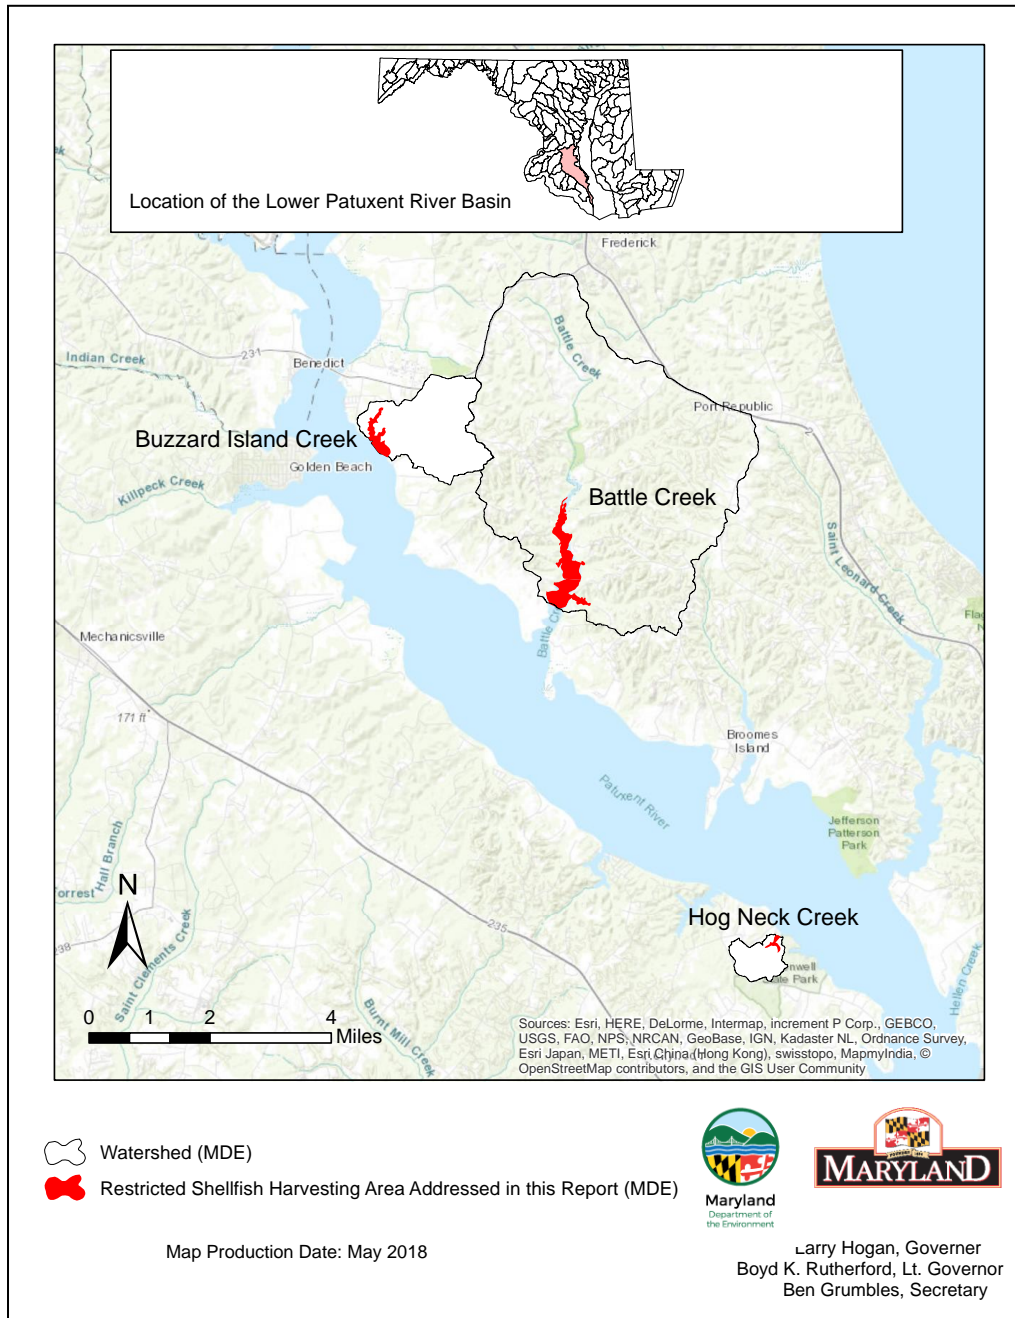 Location of the Lower Patuxent River Basin
Frederick
Battle Creek
Indian Creek
231
Benedict
Port Republic
Buzzard Island Creek
Golden Beach
Killpeck Creek
Battle Creek
Saint Leonard Creek
Battle
Mechanicsville
171 ft
Broomes
Island
Patuxent River
Jefferson
Patterson
Park
Hall Branch
N
Hog Neck Creek
235
238
Saint Clements Creek
State Park
Hellen Creek
Burnt Mill Creek
0 1 2 4
Miles
Sources: Esri, HERE, DeLorme, Intermap, increment P Corp., GEBCO,
USGS, FAO, NPS, NRCAN, GeoBase, IGN, Kadaster NL, Ordnance Survey,
Esri Japan, METI, Esri China (Hong Kong), swisstopo, MapmyIndia, ©
OpenStreetMap contributors, and the GIS User Community
Watershed (MDE)
Restricted Shellfish Harvesting Area Addressed in this Report (MDE)
Maryland
Department of
the Environment
MARYLAND
Map Production Date: May 2018
Larry Hogan, Governer
Boyd K. Rutherford, Lt. Governor
Ben Grumbles, Secretary